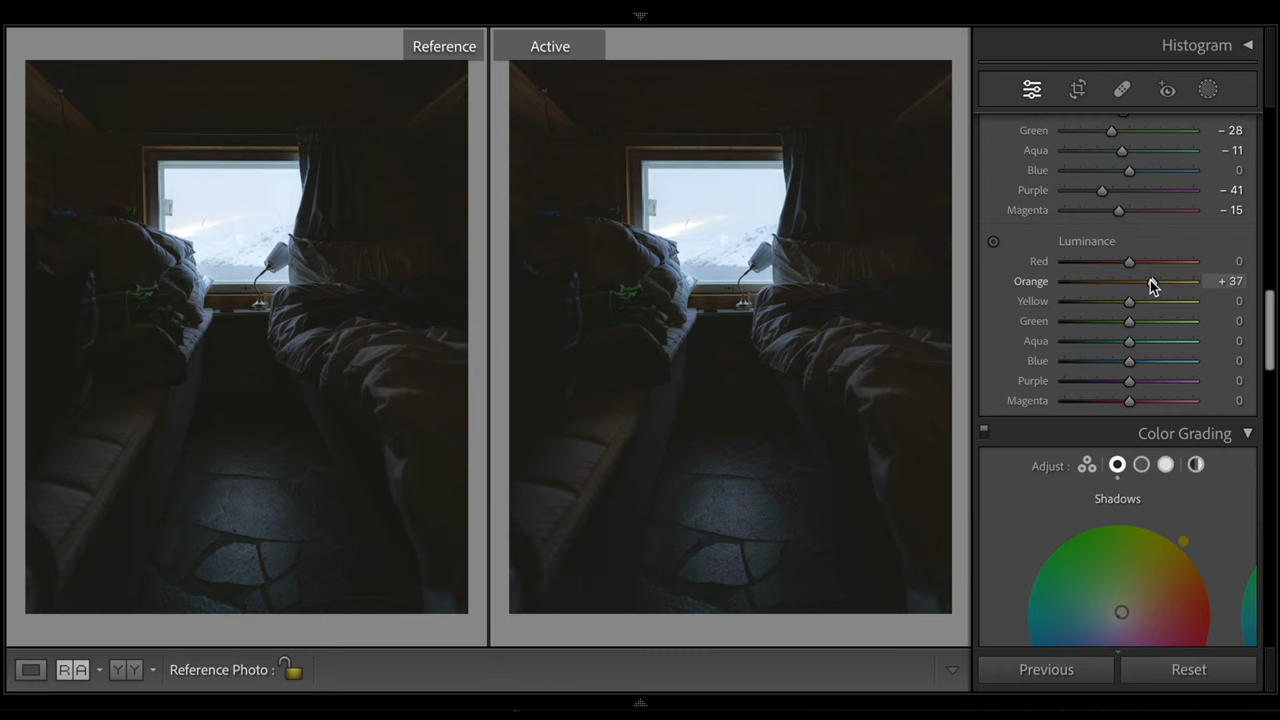 Histogram
Reference
Active
Green - 28
Aqua - 11
Blue 0
Purple - 41
Magenta - 15
Luminance
Red 0
Orange + 37
Yellow 0
Green 0
Aqua 0
Blue 0
Purple 0
Magenta 0
Color Grading
Adjust :
Shadows
R A
Y Y
Reference Photo :
Previous
Reset